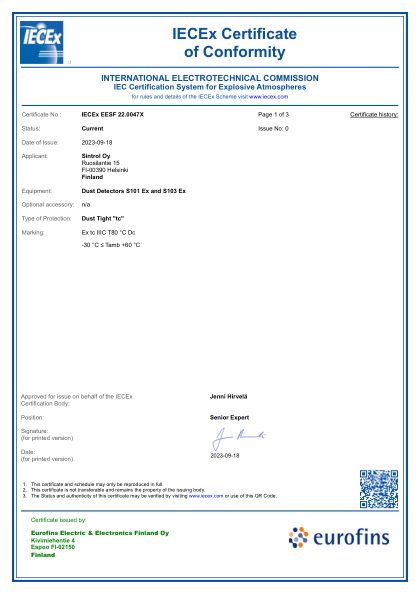 IECEx
IECEx Certificate
of Conformity
INTERNATIONAL ELECTROTECHNICAL COMMISSION
IEC Certification System for Explosive Atmospheres
for rules and details of the IECEx Scheme visit www.iecex.com
Certificate No.: IECEx EESF 22.0047X Page 1 of 3 Certificate history:
Status: Current Issue No: 0
Date of Issue: 2023-09-18
Applicant: Sintrol Oy
Ruosilantie 15
FI-00390 Helsinki
Finland
Equipment: Dust Detectors S101 Ex and S103 Ex
Optional accessory: n/a
Type of Protection: Dust Tight "tc"
Marking: Ex tc IIIC T80 °C Dc
-30 °C ≤ Tamb +60 °C
Approved for issue on behalf of the IECEx Jenni Hirvelä
Certification Body:
Position: Senior Expert
Signature:
(for printed version)
Date: 2023-09-18
(for printed version)
1. This certificate and schedule may only be reproduced in full.
2. This certificate is not transferable and remains the property of the issuing body.
3. The Status and authenticity of this certificate may be verified by visiting www.iecex.com or use of this QR Code.
Certificate issued by:
Eurofins Electric & Electronics Finland Oy
Kivimiehentie 4
Espoo FI-02150
Finland
eurofins